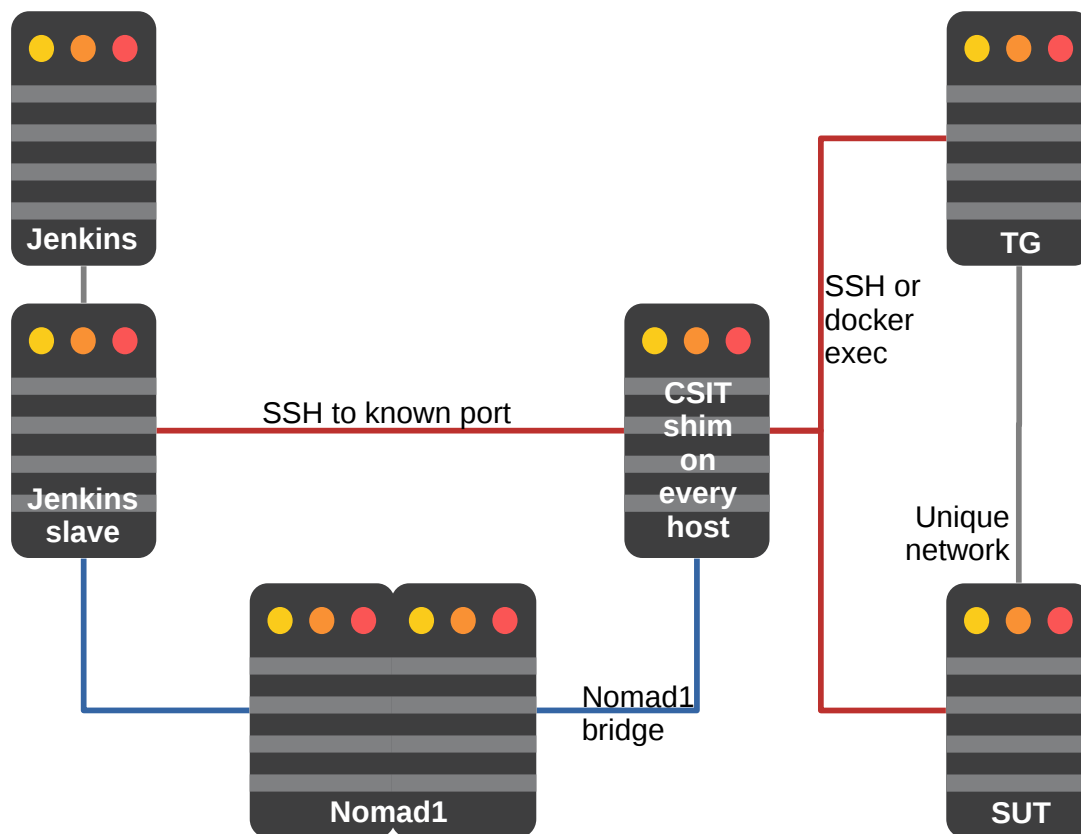 Jenkins
TG
SSH or
docker
exec
Jenkins
slave
SSH to known port
CSIT
shim
on
every
host
Unique
network
Nomad1
bridge
Nomad1
SUT